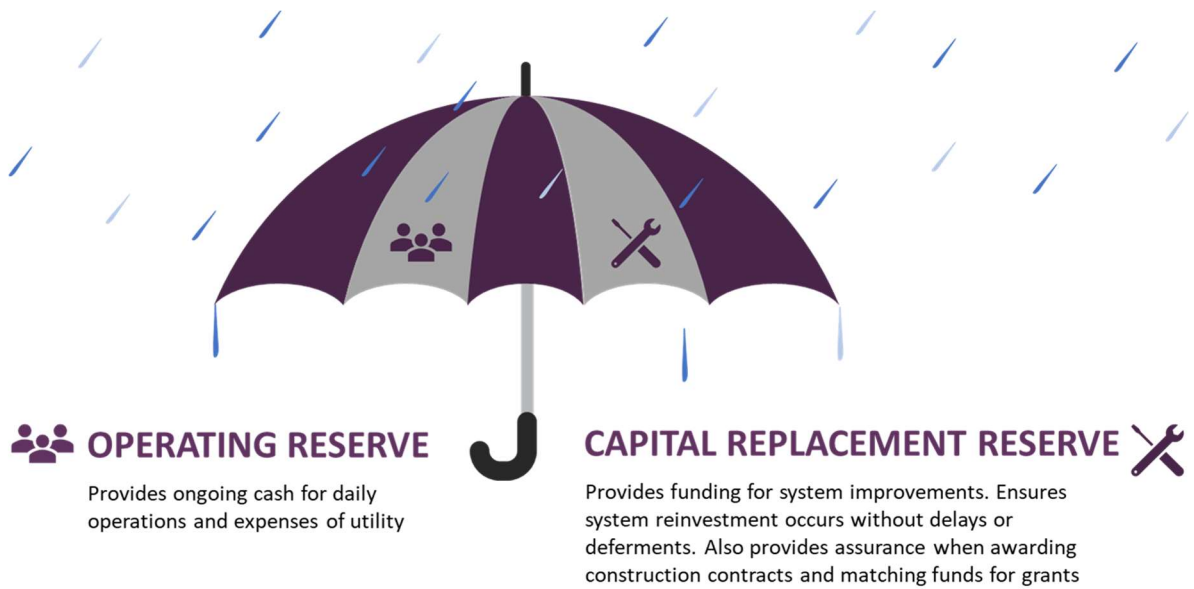 OPERATING RESERVE
Provides ongoing cash for daily
operations and expenses of utility
CAPITAL REPLACEMENT RESERVE
Provides funding for system improvements. Ensures
system reinvestment occurs without delays or
deferments. Also provides assurance when awarding
construction contracts and matching funds for grants